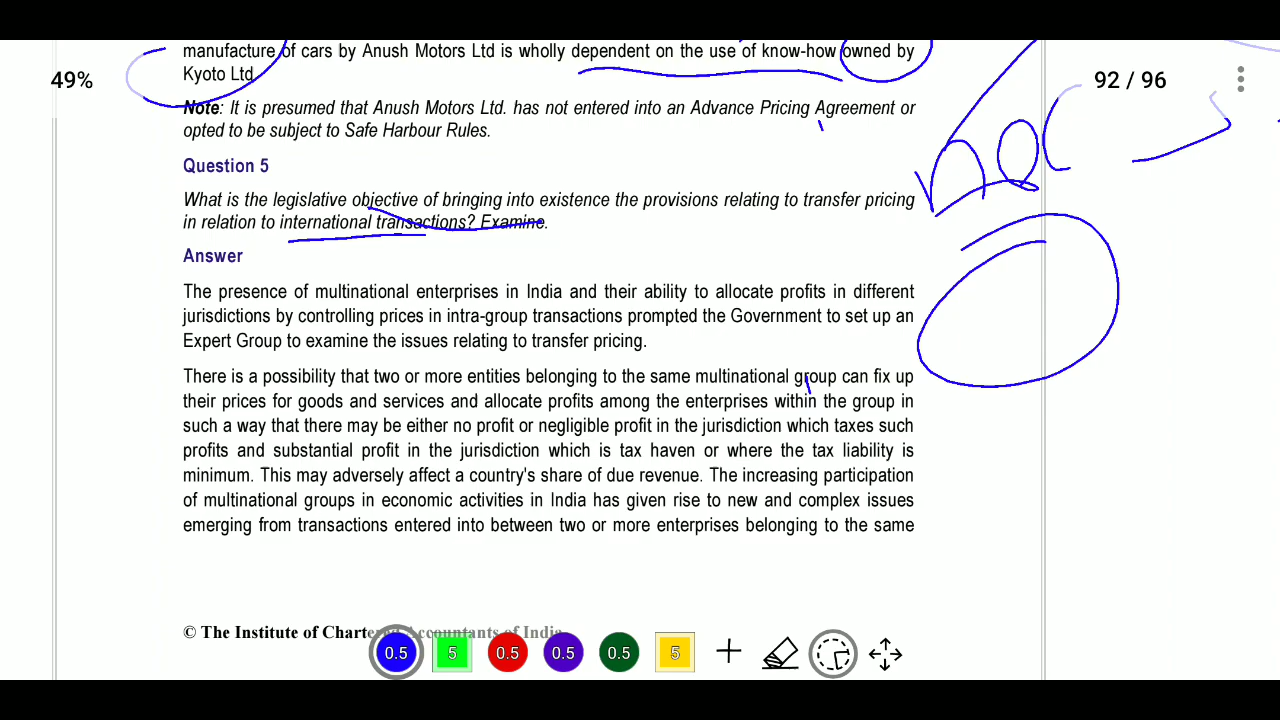 manufacture of cars by Anush Motors Ltd is wholly dependent on the use of know-how owned by
49%
92 / 96
Kyoto Ltd.
Note: It is presumed that Anush Motors Ltd. has not entered into an Advance Pricing Agreement or
opted to be subject to Safe Harbour Rules.
Question 5
What is the legislative objective of bringing into existence the provisions relating to transfer pricing
in relation to international transactions? Examine.
Answer
The presence of multinational enterprises in India and their ability to allocate profits in different
jurisdictions by controlling prices in intra-group transactions prompted the Government to set up an
Expert Group to examine the issues relating to transfer pricing.
There is a possibility that two or more entities belonging to the same multinational group can fix up
their prices for goods and services and allocate profits among the enterprises within the group in
such a way that there may be either no profit or negligible profit in the jurisdiction which taxes such
profits and substantial profit in the jurisdiction which is tax haven or where the tax liability is
minimum. This may adversely affect a country's share of due revenue. The increasing participation
of multinational groups in economic activities in India has given rise to new and complex issues
emerging from transactions entered into between two or more enterprises belonging to the same
© The Institute of Chartered Accountants of India
0.5 5 0.5 0.5 0.5 5